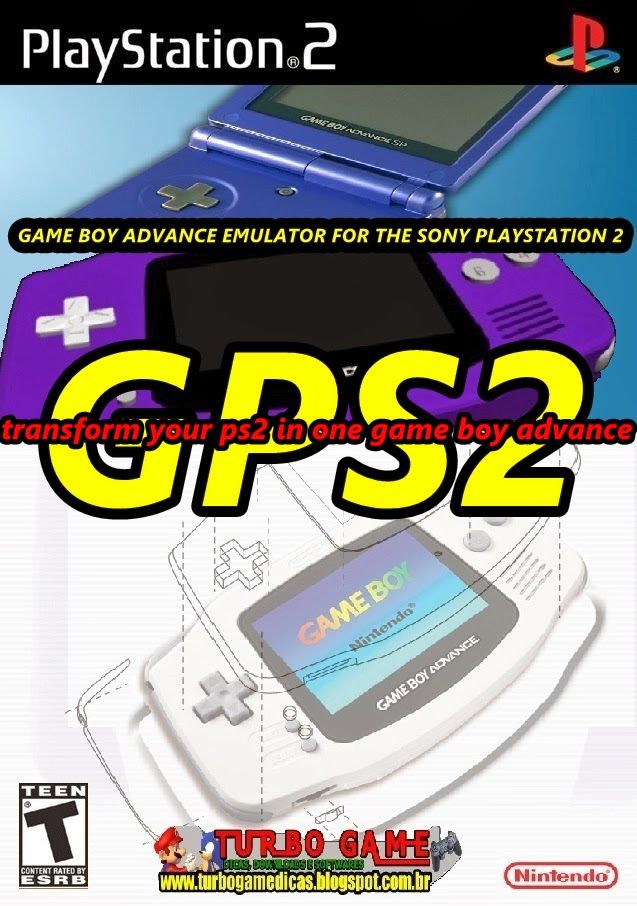 PlayStation®2
®
GAME BOY ADVANCE SP
GAME BOY ADVANCE EMULATOR FOR THE SONY PLAYSTATION 2
GPS2
transform your ps2 in one game boy advance
GAME BOY
Nintendo®
GAME BOY ADVANCE
TEEN
T
CONTENT RATED BY
ESRB
TURBO GAME
DICAS, DOWNLOADS E SOFTWARES
www.turbogamedicas.blogspot.com.br
Nintendo®